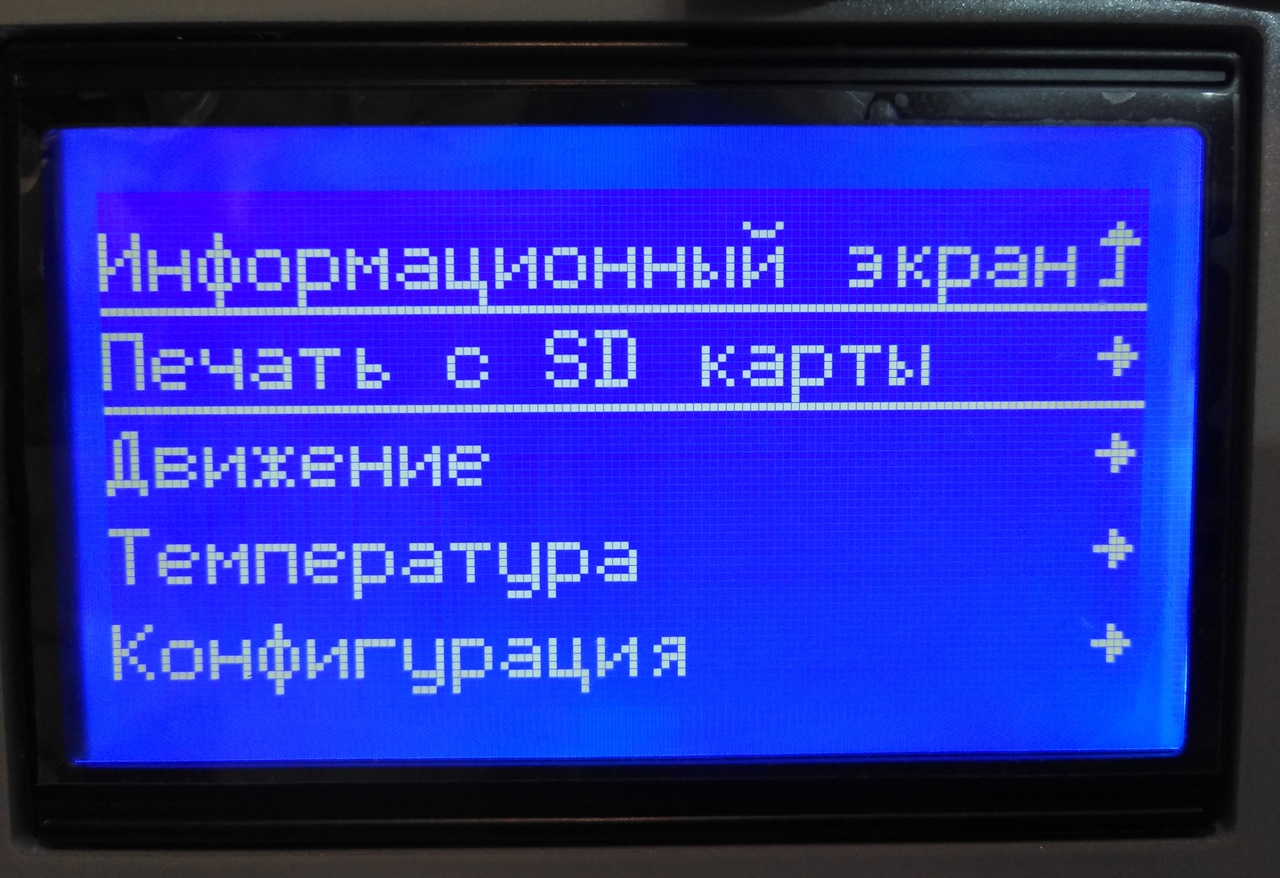 Информационный экран
Печать с SD карты
Движение
Температура
Конфигурация